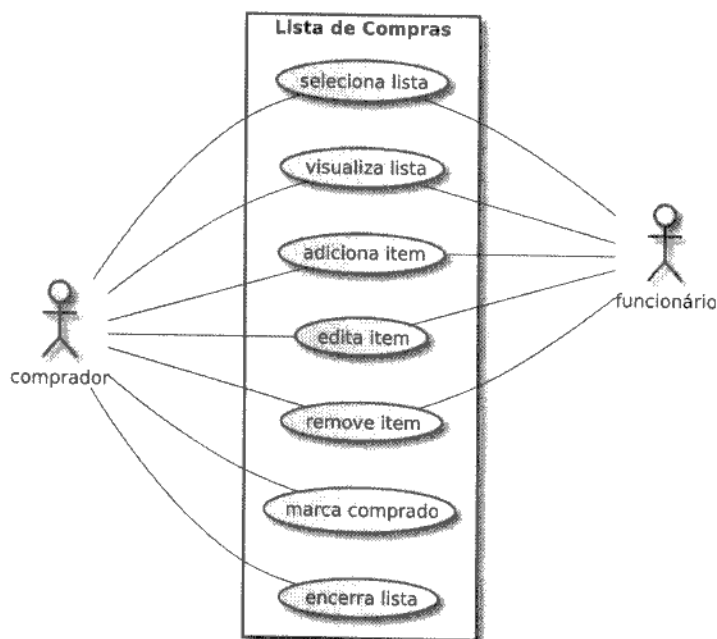 Lista de Compras
seleciona lista
visualiza lista
adiciona item
edita item
remove item
marca comprado
encerra lista
comprador
funcionário